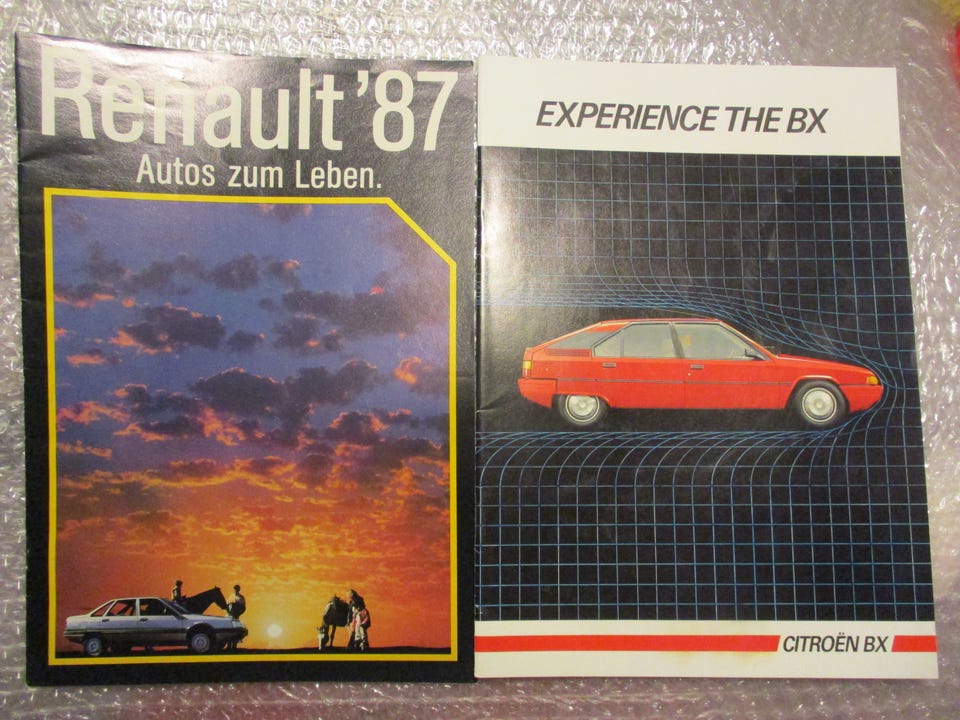 Renault '87
Autos zum Leben.
EXPERIENCE THE BX
CITROËN BX